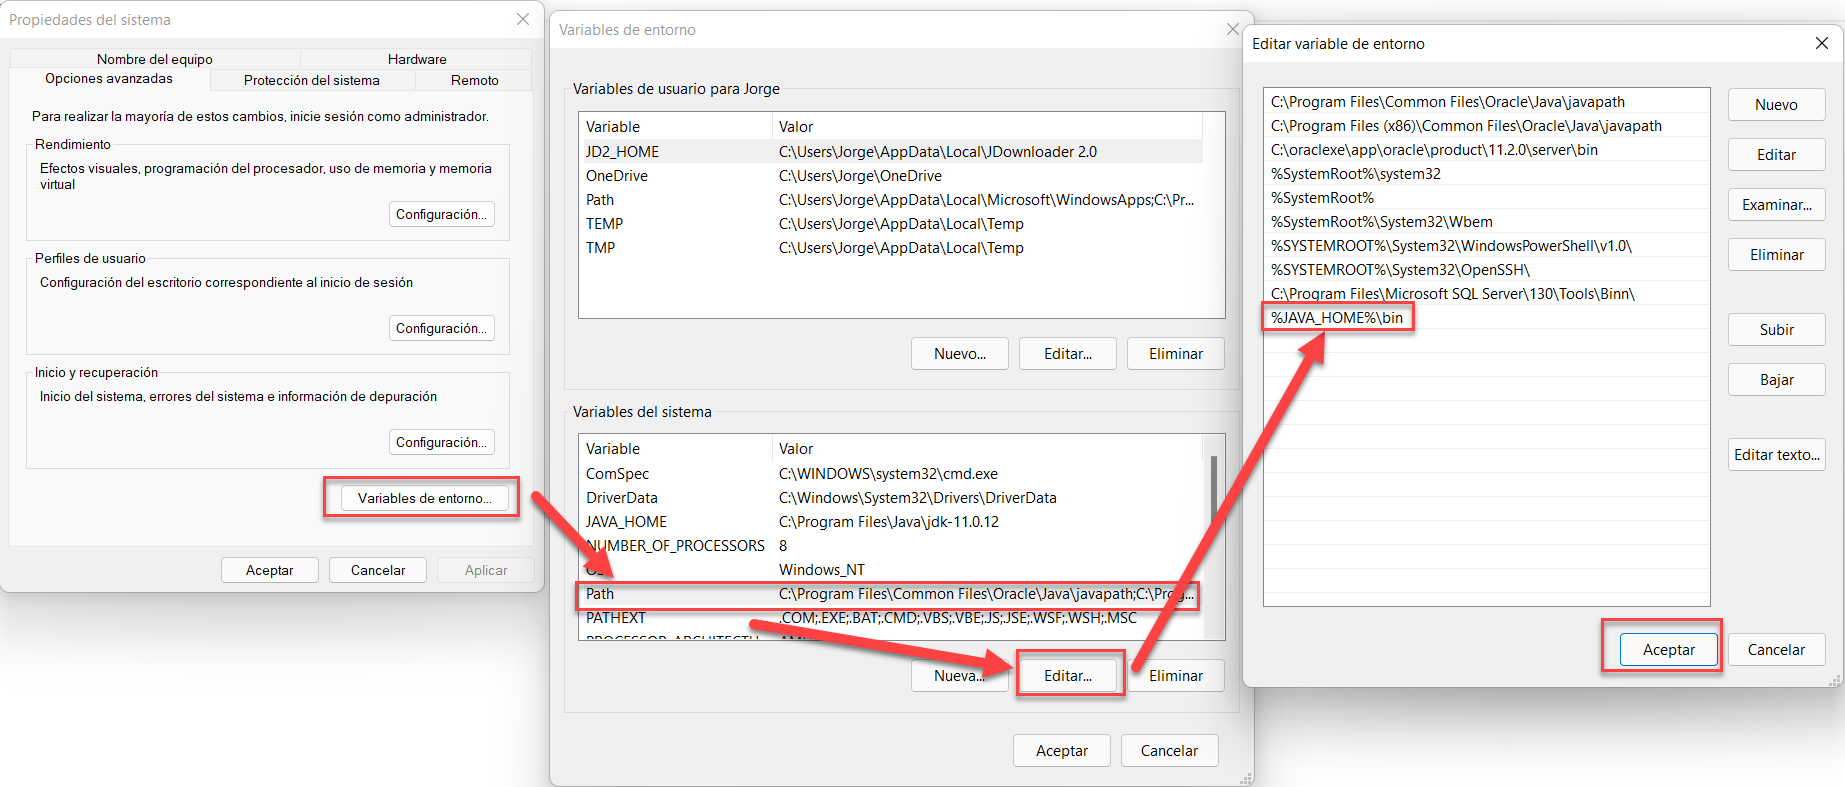 Propiedades del sistema
Nombre del equipo
Hardware
Opciones avanzadas
Protección del sistema
Remoto
Para realizar la mayoría de estos cambios, inicie sesión como administrador.
Rendimiento
Efectos visuales, programación del procesador, uso de memoria y memoria
virtual
Configuración...
Perfiles de usuario
Configuración del escritorio correspondiente al inicio de sesión
Configuración...
Inicio y recuperación
Inicio del sistema, errores del sistema e información de depuración
Configuración...
Variables de entorno...
Aceptar
Cancelar
Aplicar
Variables de entorno
Variables de usuario para Jorge
Variable Valor
JD2_HOME C:\Users\Jorge\AppData\Local\JDownloader 2.0
OneDrive C:\Users\Jorge\OneDrive
Path C:\Users\Jorge\AppData\Local\Microsoft\WindowsApps;C:\Pr...
TEMP C:\Users\Jorge\AppData\Local\Temp
TMP C:\Users\Jorge\AppData\Local\Temp
Nuevo...
Editar...
Eliminar
Variables del sistema
Variable Valor
ComSpec C:\WINDOWS\system32\cmd.exe
DriverData C:\Windows\System32\Drivers\DriverData
JAVA_HOME C:\Program Files\Java\jdk-11.0.12
NUMBER_OF_PROCESSORS 8
Windows_NT
Path C:\Program Files\Common Files\Oracle\Java\javapath;C:\Prog...
PATHEXT .COM;.EXE;.BAT;.CMD;.VBS;.VBE;.JS;.JSE;.WSF;.WSH;.MSC
Nueva...
Editar...
Eliminar
Aceptar
Cancelar
Editar variable de entorno
C:\Program Files\Common Files\Oracle\Java\javapath
C:\Program Files (x86)\Common Files\Oracle\Java\javapath
C:\oraclexe\app\oracle\product\11.2.0\server\bin
%SystemRoot%\system32
%SystemRoot%
%SystemRoot%\System32\Wbem
%SYSTEMROOT%\System32\WindowsPowerShell\v1.0\
%SYSTEMROOT%\System32\OpenSSH\
C:\Program Files\Microsoft SQL Server\130\Tools\Binn\
%JAVA_HOME%\bin
Nuevo
Editar
Examinar...
Eliminar
Subir
Bajar
Editar texto...
Aceptar
Cancelar